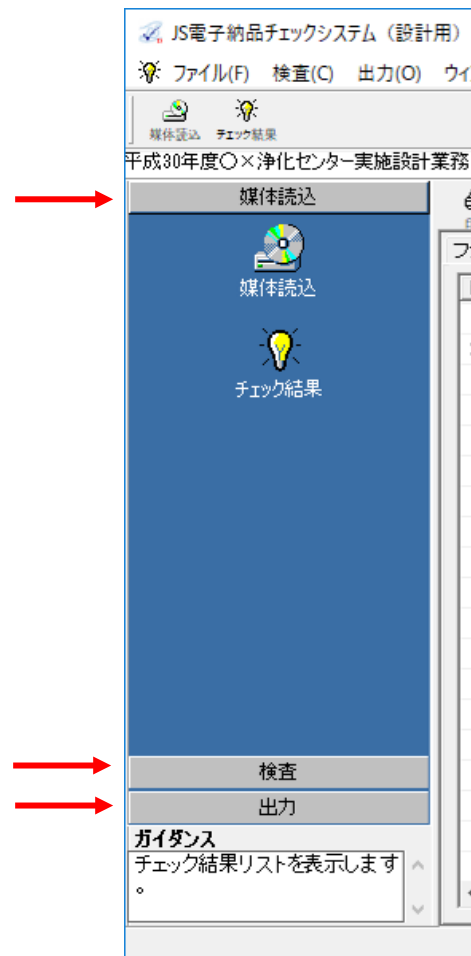 JS電子納品チェックシステム（設計用）
ファイル(F) 検査(C) 出力(O) ウィ
媒体読込 チェック結果
平成30年度〇×浄化センター実施設計業務
媒体読込
媒体読込
チェック結果
検査
出力
ガイダンス
チェック結果リストを表示します
。